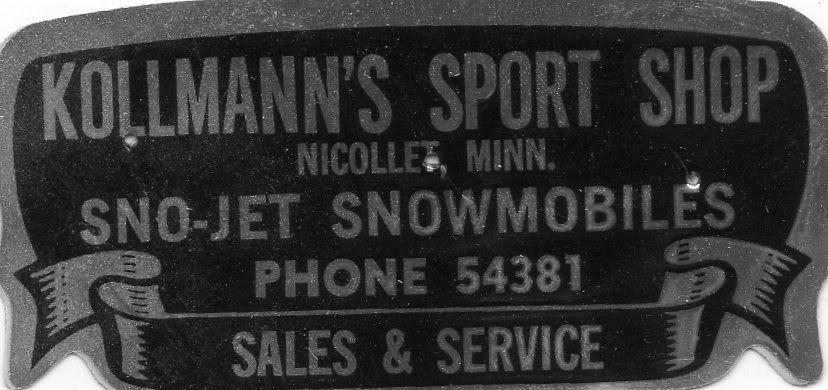 KOLLMANN'S SPORT SHOP
NICOLLET MINN.
SNO-JET SNOWMOBILES
PHONE 54381
SALES & SERVICE